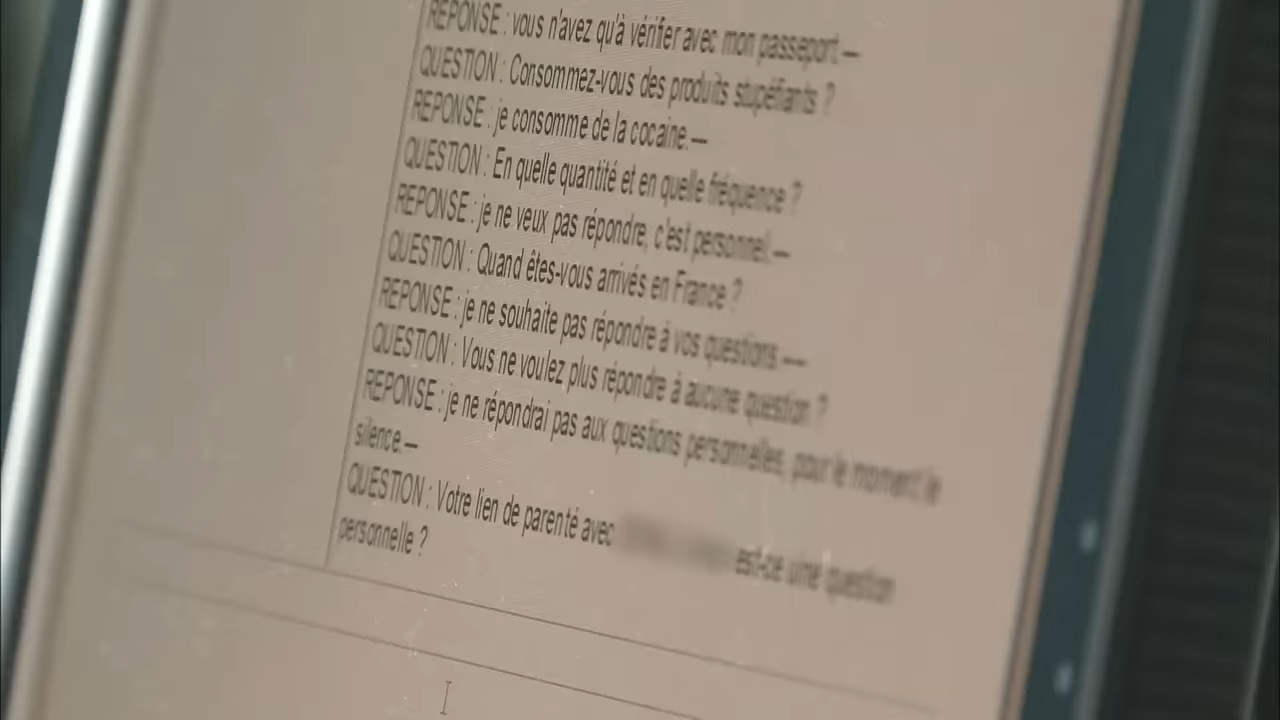 REPONSE : vous n'avez qu'à vérifier avec mon passeport.—
QUESTION : Consommez-vous des produits stupéfiants ?
REPONSE : je consomme de la cocaine.—
QUESTION : En quelle quantité et en quelle fréquence ?
REPONSE : je ne veux pas répondre, c'est personnel.—
QUESTION : Quand êtes-vous arrivés en France ?
REPONSE : je ne souhaite pas répondre à vos questions.—
QUESTION : Vous ne voulez plus répondre à aucune question ?
REPONSE : je ne répondrai pas aux questions personnelles, pour le moment le
silence.—
QUESTION : Votre lien de parenté avec est-ce une question
personnelle ?